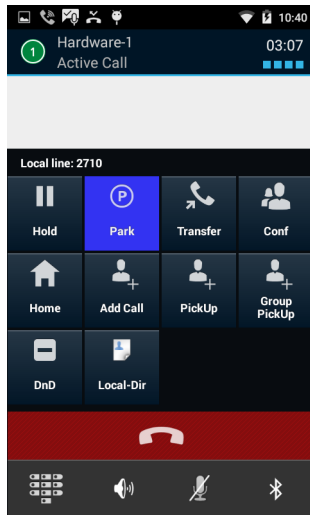 10:40
1
Hardware-1
03:07
Active Call
Local line: 2710
P
Hold
Park
Transfer
Conf
Home
Add Call
PickUp
Group
PickUp
DnD
Local-Dir